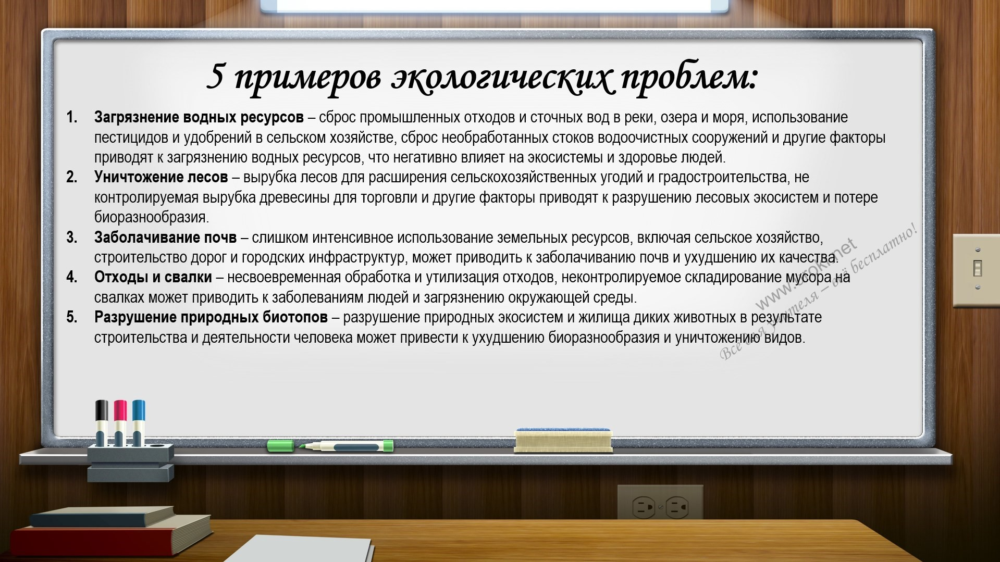 5 примеров экологических проблем:
1. Загрязнение водных ресурсов – сброс промышленных отходов и сточных вод в реки, озера и моря, использование
пестицидов и удобрений в сельском хозяйстве, сброс необработанных стоков водоочистных сооружений и другие факторы
приводят к загрязнению водных ресурсов, что негативно влияет на экосистемы и здоровье людей.
2. Уничтожение лесов – вырубка лесов для расширения сельскохозяйственных угодий и градостроительства, не
контролируемая вырубка древесины для торговли и другие факторы приводят к разрушению лесовых экосистем и потере
биоразнообразия.
3. Заболачивание почв – слишком интенсивное использование земельных ресурсов, включая сельское хозяйство,
строительство дорог и городских инфраструктур, может приводить к заболачиванию почв и ухудшению их качества.
4. Отходы и свалки – несвоевременная обработка и утилизация отходов, неконтролируемое складирование мусора на
свалках может приводить к заболеваниям людей и загрязнению окружающей среды.
5. Разрушение природных биотопов – разрушение природных экосистем и жилища диких животных в результате
строительства и деятельности человека может привести к ухудшению биоразнообразия и уничтожению видов.
www.uroki.net
Всё для учителя – всё бесплатно!